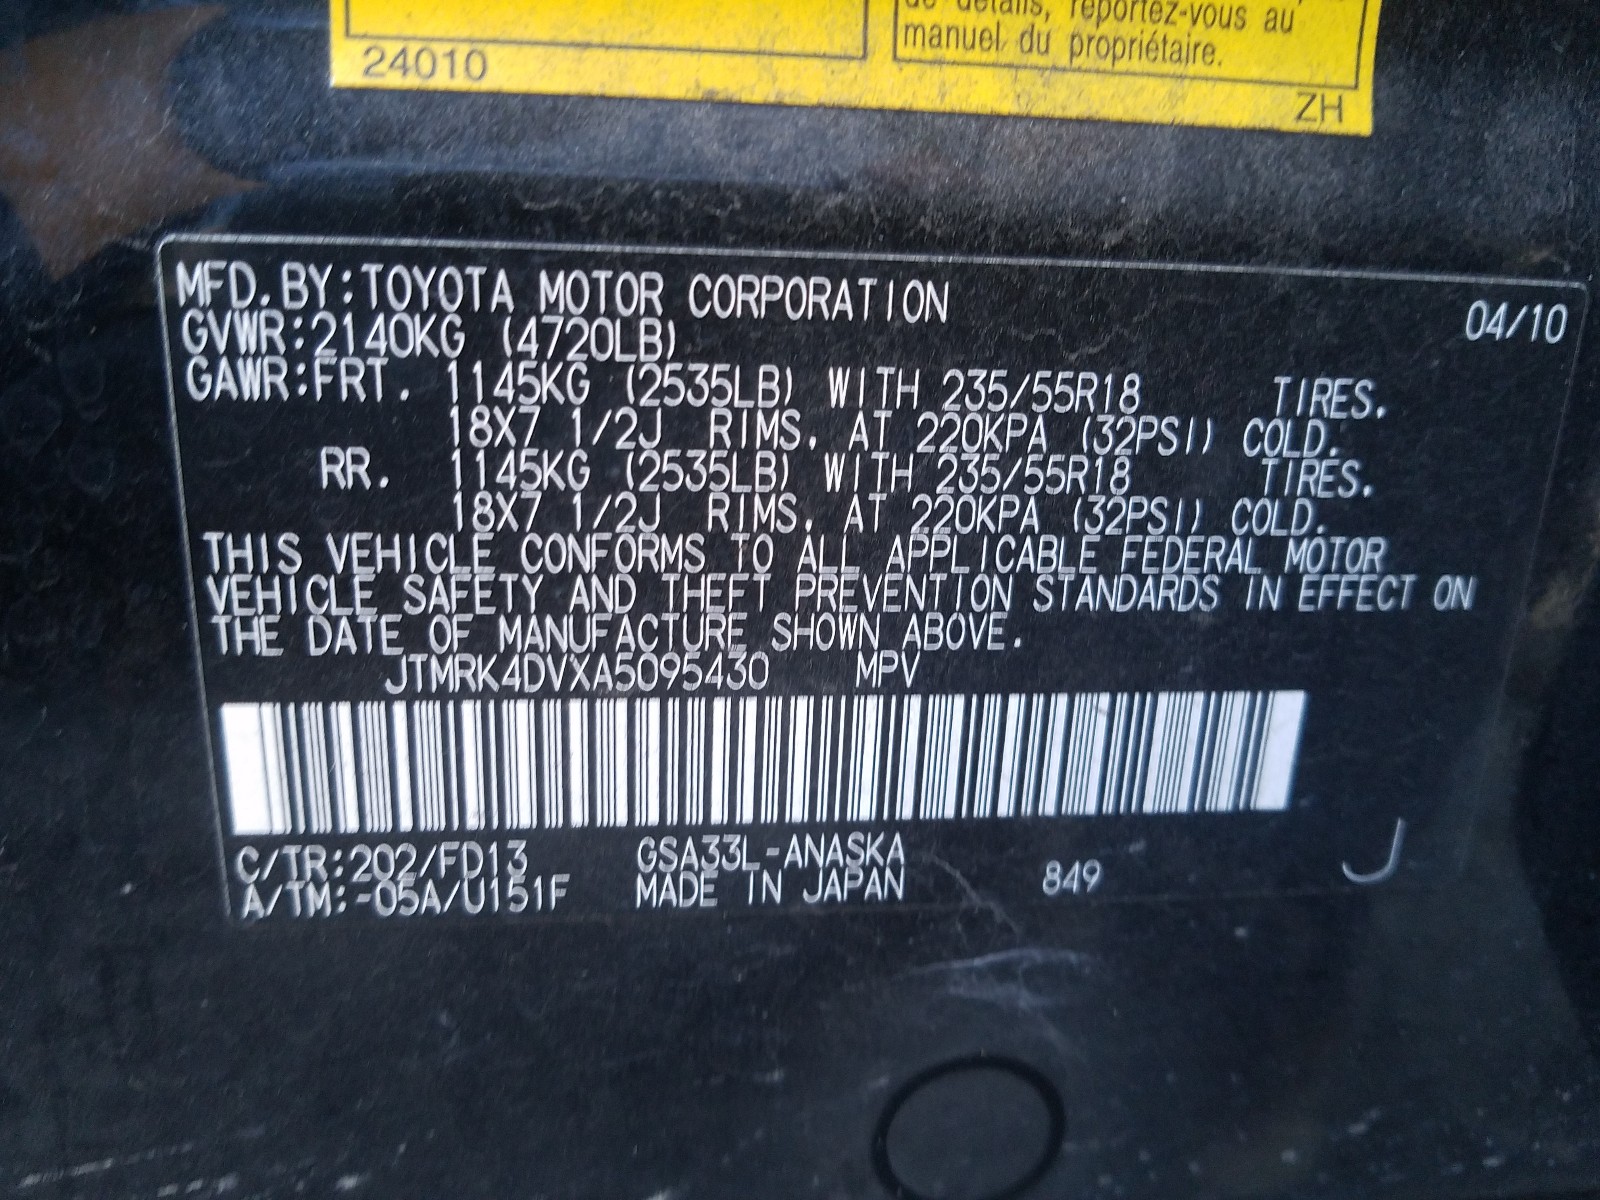 de détails, reportez-vous au
manuel du propriétaire.
24010
ZH
MFD. BY: TOYOTA MOTOR CORPORATION 04/10
GVWR: 2140KG (4720LB)
GAWR: FRT. 1145KG (2535LB) WITH 235/55R18 TIRES.
18X7 1/2J RIMS, AT 220KPA (32PSI) COLD.
RR. 1145KG (2535LB) WITH 235/55R18 TIRES.
18X7 1/2J RIMS, AT 220KPA (32PSI) COLD.
THIS VEHICLE CONFORMS TO ALL APPLICABLE FEDERAL MOTOR
VEHICLE SAFETY AND THEFT PREVENTION STANDARDS IN EFFECT ON
THE DATE OF MANUFACTURE SHOWN ABOVE.
JTMRK4DVXA5095430 MPV
C/TR: 202/FD13 GSA33L-ANASKA
A/TM: -05A/U151F MADE IN JAPAN 849 J